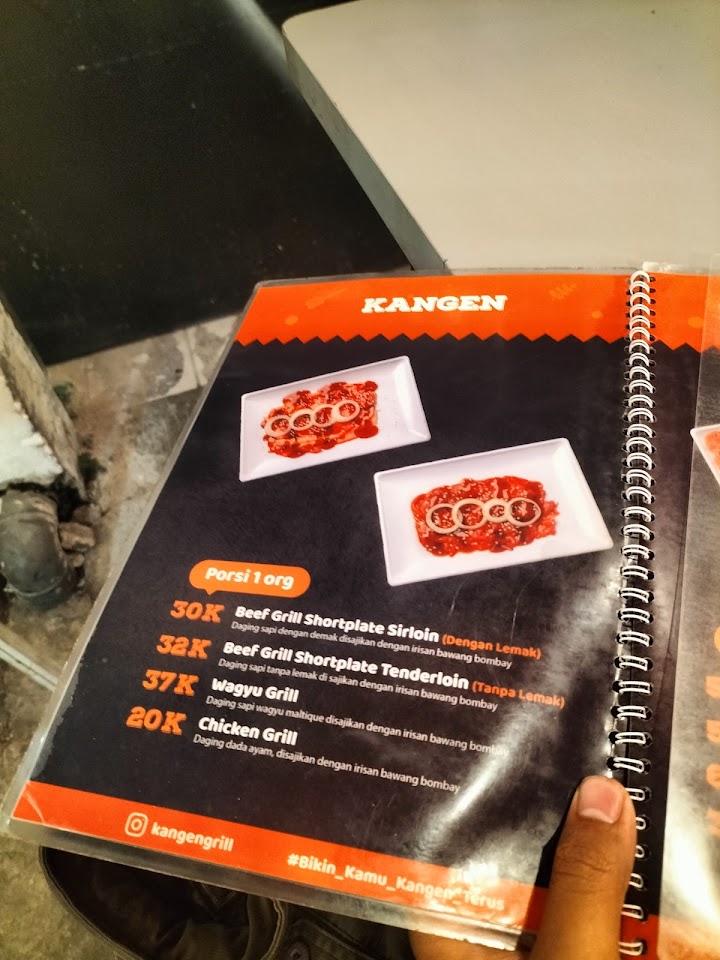 KANGEN
Porsi 1 org
30K Beef Grill Shortplate Sirloin (Dengan Lemak)
Daging sapi dengan demak disajikan dengan irisan bawang bombay
32K Beef Grill Shortplate Tenderloin (Tanpa Lemak)
Daging sapi tanpa lemak di sajikan dengan irisan bawang bombay
37K Wagyu Grill
Daging sapi wagyu maltique disajikan dengan irisan bawang bombay
20K Chicken Grill
Daging dada ayam, disajikan dengan irisan bawang bombay
kangengrill
#Bikin_Kamu_Kangen_Terus